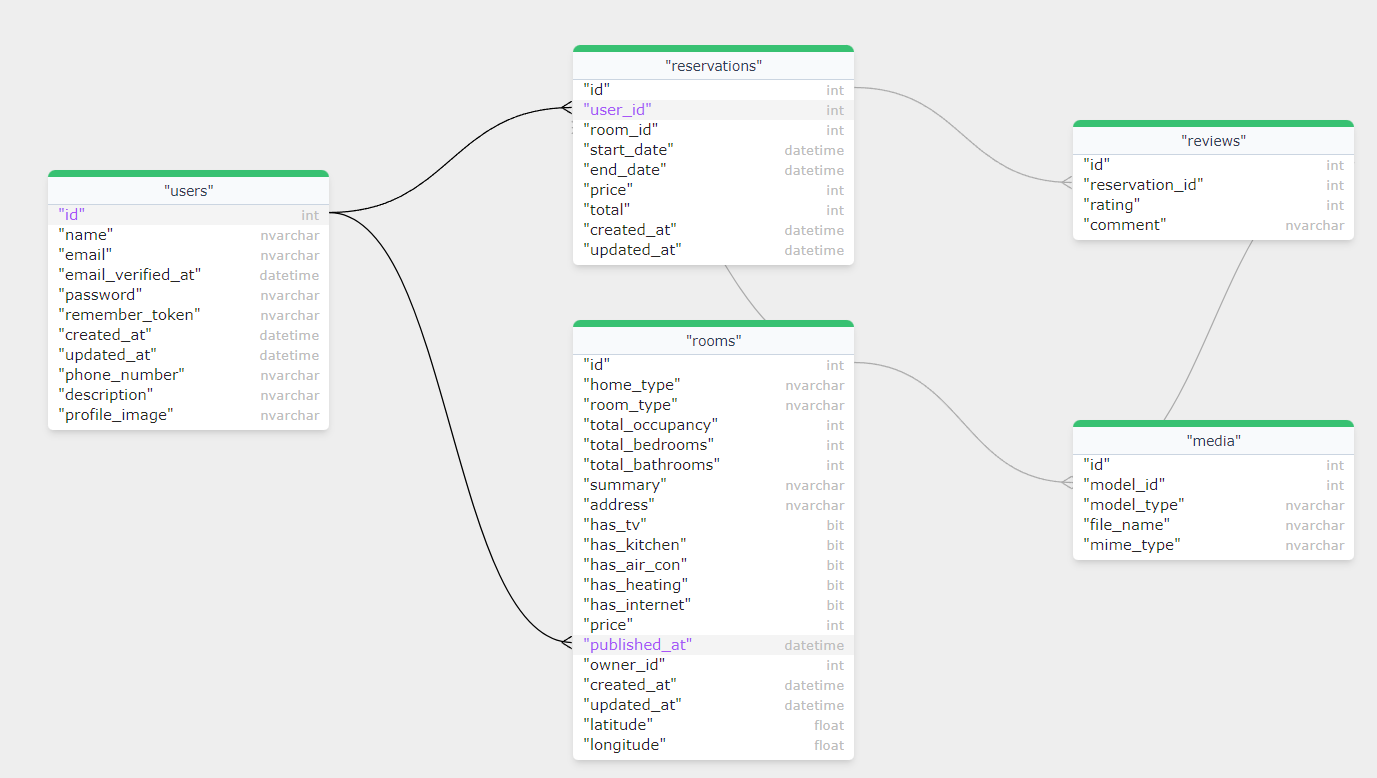 "users"
"id" int
"name" nvarchar
"email" nvarchar
"email_verified_at" datetime
"password" nvarchar
"remember_token" nvarchar
"created_at" datetime
"updated_at" datetime
"phone_number" nvarchar
"description" nvarchar
"profile_image" nvarchar
"reservations"
"id" int
"user_id" int
"room_id" int
"start_date" datetime
"end_date" datetime
"price" int
"total" int
"created_at" datetime
"updated_at" datetime
"rooms"
"id" int
"home_type" nvarchar
"room_type" nvarchar
"total_occupancy" int
"total_bedrooms" int
"total_bathrooms" int
"summary" nvarchar
"address" nvarchar
"has_tv" bit
"has_kitchen" bit
"has_air_con" bit
"has_heating" bit
"has_internet" bit
"price" int
"published_at" datetime
"owner_id" int
"created_at" datetime
"updated_at" datetime
"latitude" float
"longitude" float
"reviews"
"id" int
"reservation_id" int
"rating" int
"comment" nvarchar
"media"
"id" int
"model_id" int
"model_type" nvarchar
"file_name" nvarchar
"mime_type" nvarchar